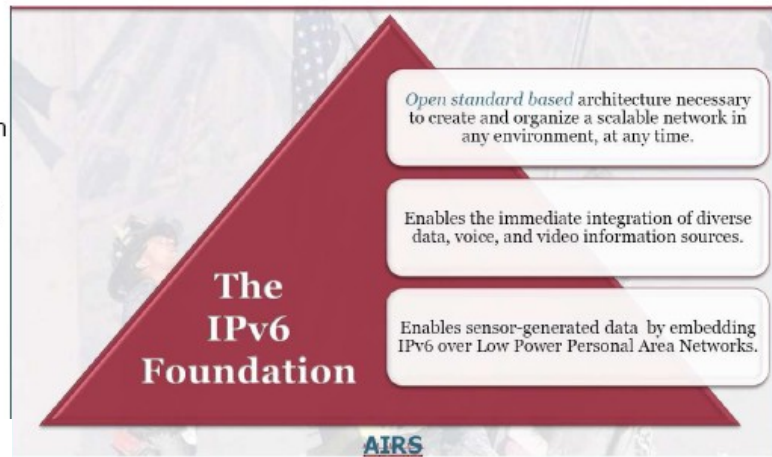 n
Open standard based architecture necessary
to create and organize a scalable network in
any environment, at any time.
Enables the immediate integration of diverse
data, voice, and video information sources.
Enables sensor-generated data by embedding
IPv6 over Low Power Personal Area Networks.
The
IPv6
Foundation
AIRS